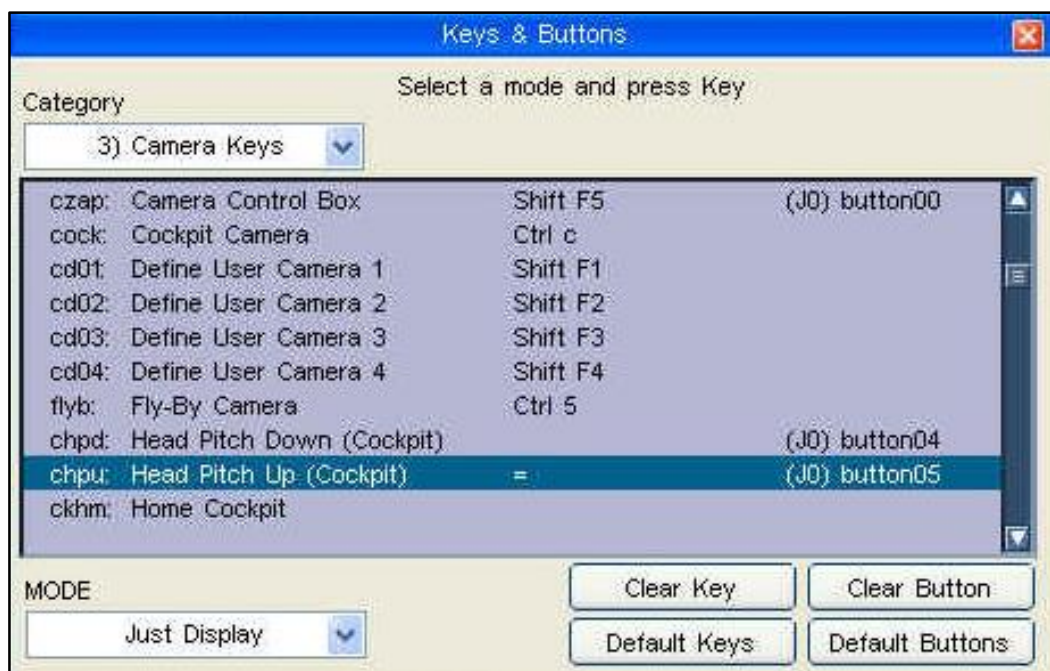 Keys & Buttons
Select a mode and press Key
Category
3) Camera Keys
czap: Camera Control Box Shift F5 (J0) button00
cock: Cockpit Camera Ctrl c
cd01: Define User Camera 1 Shift F1
cd02: Define User Camera 2 Shift F2
cd03: Define User Camera 3 Shift F3
cd04: Define User Camera 4 Shift F4
flyb: Fly-By Camera Ctrl 5
chpd: Head Pitch Down (Cockpit) (J0) button04
chpu: Head Pitch Up (Cockpit) = (J0) button05
ckhm: Home Cockpit
MODE
Just Display
Clear Key Clear Button
Default Keys Default Buttons